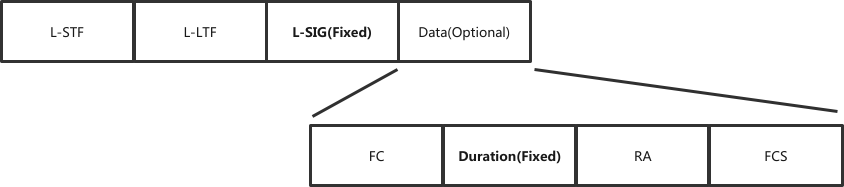 L-STF
L-LTF
L-SIG(Fixed)
Data(Optional)
FC
Duration(Fixed)
RA
FCS